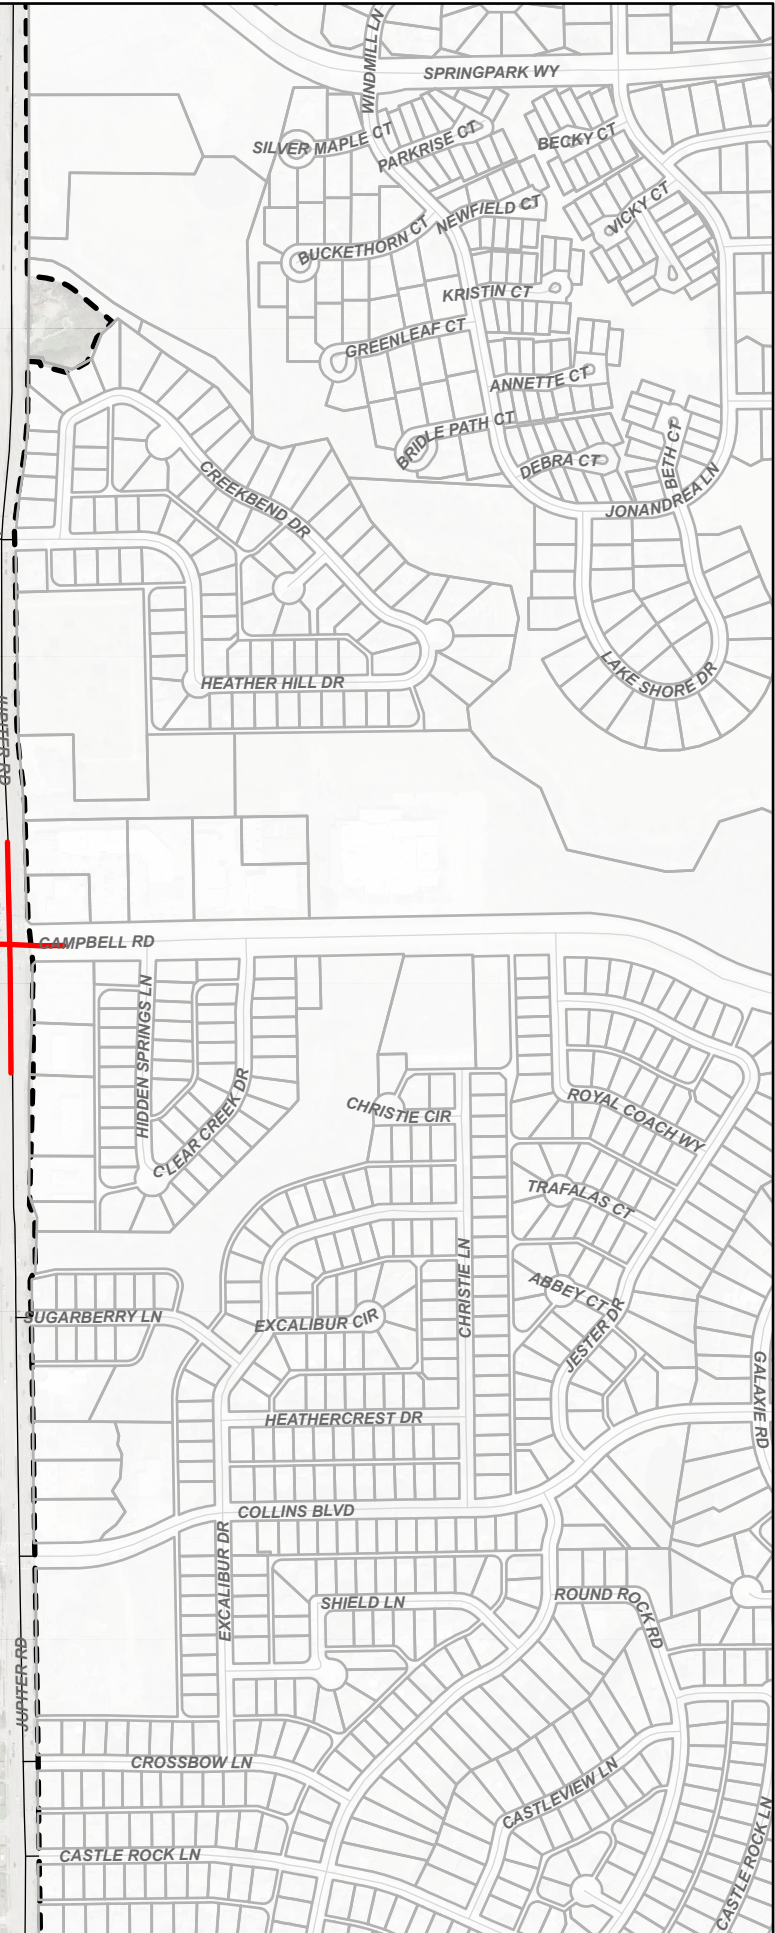 WINDMILL LN
SPRINGPARK WY
SILVER MAPLE CT
PARKRISE CT
BECKY CT
NEWFIELD CT
VICKY CT
BUCKETHORN CT
KRISTIN CT
GREENLEAF CT
ANNETTE CT
BRIDLE PATH CT
DEBRA CT
BETH CT
JONANDREA LN
CREEKBEND DR
HEATHER HILL DR
LAKE SHORE DR
JUPITER RD
CAMPBELL RD
HIDDEN SPRINGS LN
CLEAR CREEK DR
CHRISTIE CIR
ROYAL COACH WY
TRAFALAS CT
CHRISTIE LN
ABBEY CT
JESTER DR
SUGARBERRY LN
EXCALIBUR CIR
GALAXIE RD
HEATHERCREST DR
COLLINS BLVD
EXCALIBUR DR
SHIELD LN
ROUND ROCK RD
JUPITER RD
CROSSBOW LN
CASTLEVIEW LN
CASTLE ROCK LN
CASTLE ROCK LN